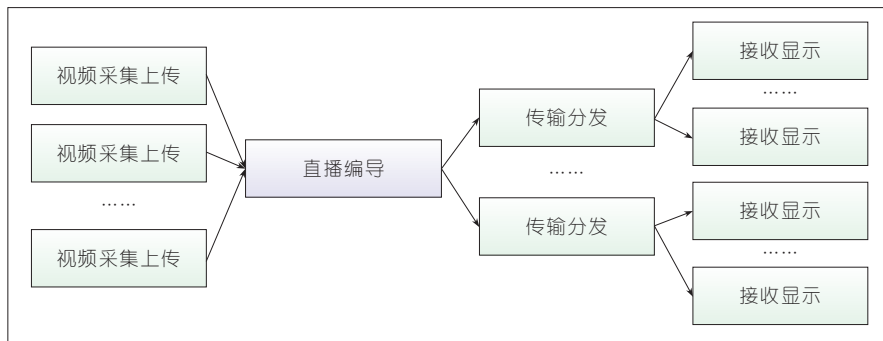 视频采集上传
视频采集上传
……
视频采集上传
直播编导
传输分发
……
传输分发
接收显示
……
接收显示
接收显示
……
接收显示